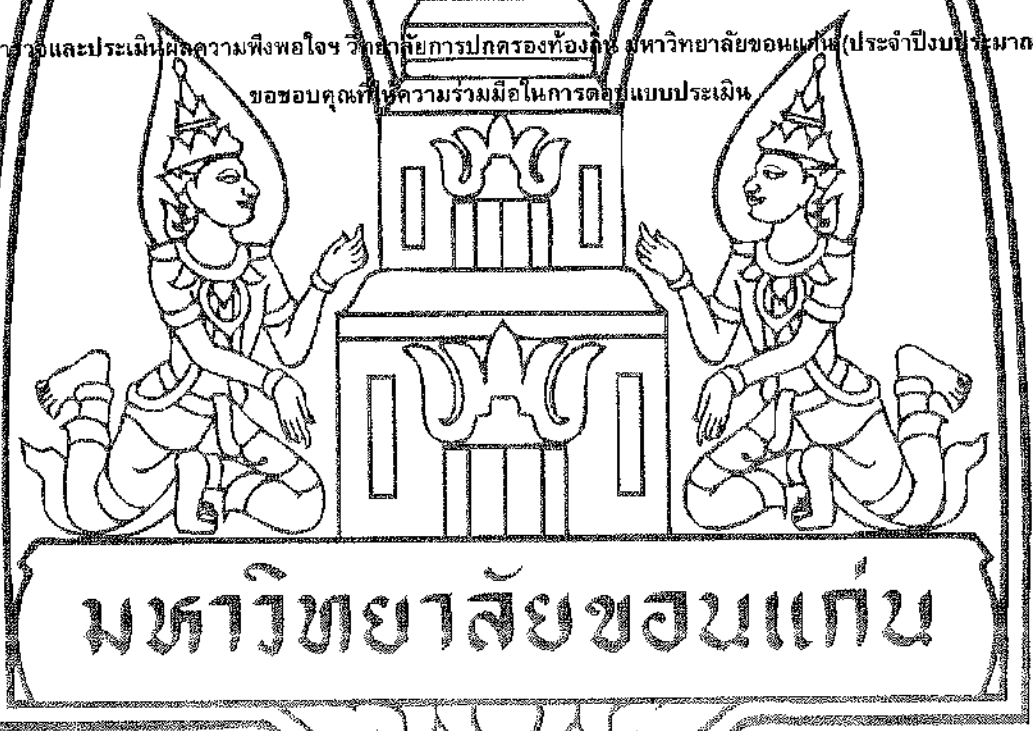 และประเมินผลความพึงพอใจฯ วิทยาลัยการปกครองท้องถิ่น มหาวิทยาลัยขอนแก่น (ประจำปีงบประมาณ
ขอขอบคุณที่ให้ความร่วมมือในการตอบแบบประเมิน
มหาวิทยาลัยขอนแก่น